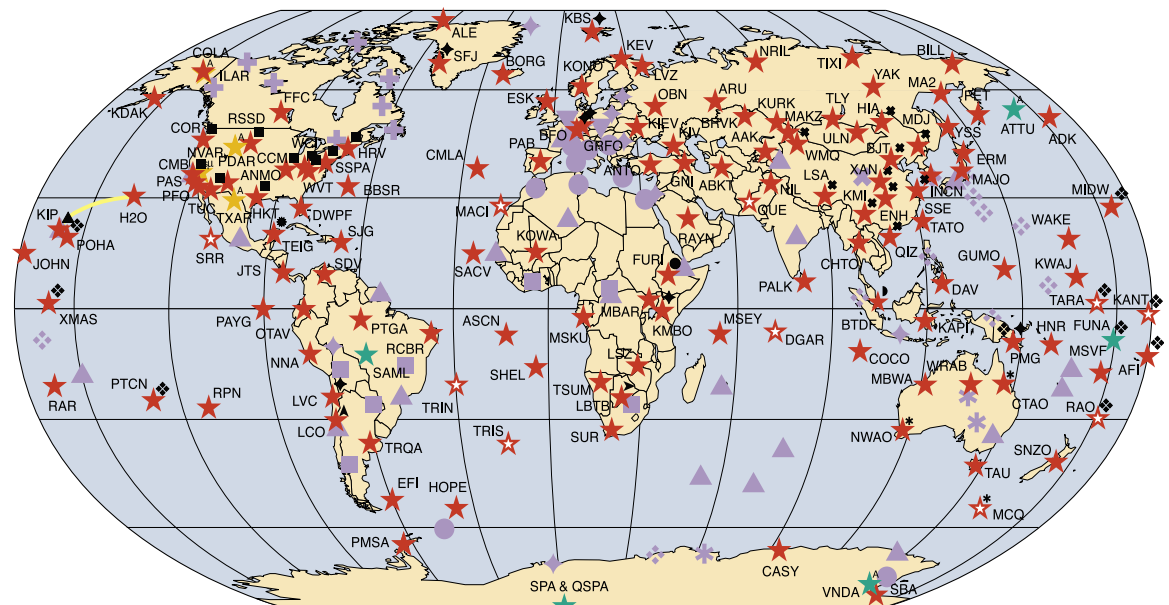 ALE
KBS
KEV
COLA
A
ILAR
SFJ
BORG
KONO
LVZ
NRIL
TIXI
BILL
KDAK
FFC
ESK
OBN
ARU
YAK
MA2
PET
ATTU
ADK
COR
RSSD
A
NVAR
PDAR
WCI
HRV
SSPA
CCM
CMB
PAS
PFO
ANMO
WVT
BBSR
TUC
TXAR
A
HKT
DWPF
CMLA
PAB
BFO
GRFO
KIEV
KIV
BRVK
KURK
AAK
MAKZ
TLY
HIA
MDJ
ULN
WMQ
BJT
YSS
ERM
MAJO
ANTO
GNI
ABKT
NIL
LSA
XAN
KMI
INCN
SSE
ENH
TATO
MIDW
KIP
H2O
POHA
JOHN
SRR
TEIG
SJG
MACI
QUE
WAKE
JTS
SDV
SACV
KOWA
RAYN
FURI
CHTO
QIZ
GUMO
KWAJ
PALK
DAV
XMAS
PAYG
OTAV
PTGA
RCBR
ASCN
MSKU
MBAR
KMBO
MSEY
DGAR
BTDF
KAPI
TARA
KANT
FUNA
HNR
PMG
MSVF
AFI
COCO
NNA
SAML
SHEL
LSZ
TSUM
LBTB
MBWA
WRAB
CTAO
RAO
RAR
PTCN
RPN
LVC
TRIN
LCO
TRQA
TRIS
SUR
NWAO
TAU
SNZO
EFI
HOPE
MCQ
PMSA
CASY
SPA & QSPA
VNDA
A
SBA